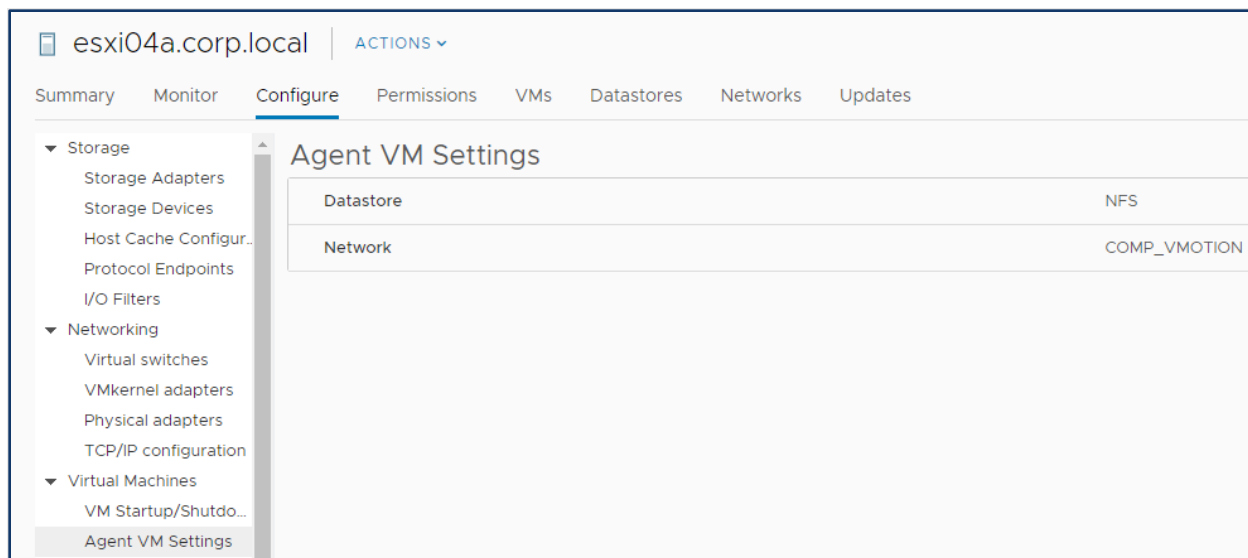 esxi04a.corp.local ACTIONS
Summary Monitor Configure Permissions VMs Datastores Networks Updates
Storage
Storage Adapters
Storage Devices
Host Cache Configur..
Protocol Endpoints
I/O Filters
Networking
Virtual switches
VMkernel adapters
Physical adapters
TCP/IP configuration
Virtual Machines
VM Startup/Shutdo...
Agent VM Settings
Agent VM Settings
Datastore NFS
Network COMP_VMOTION